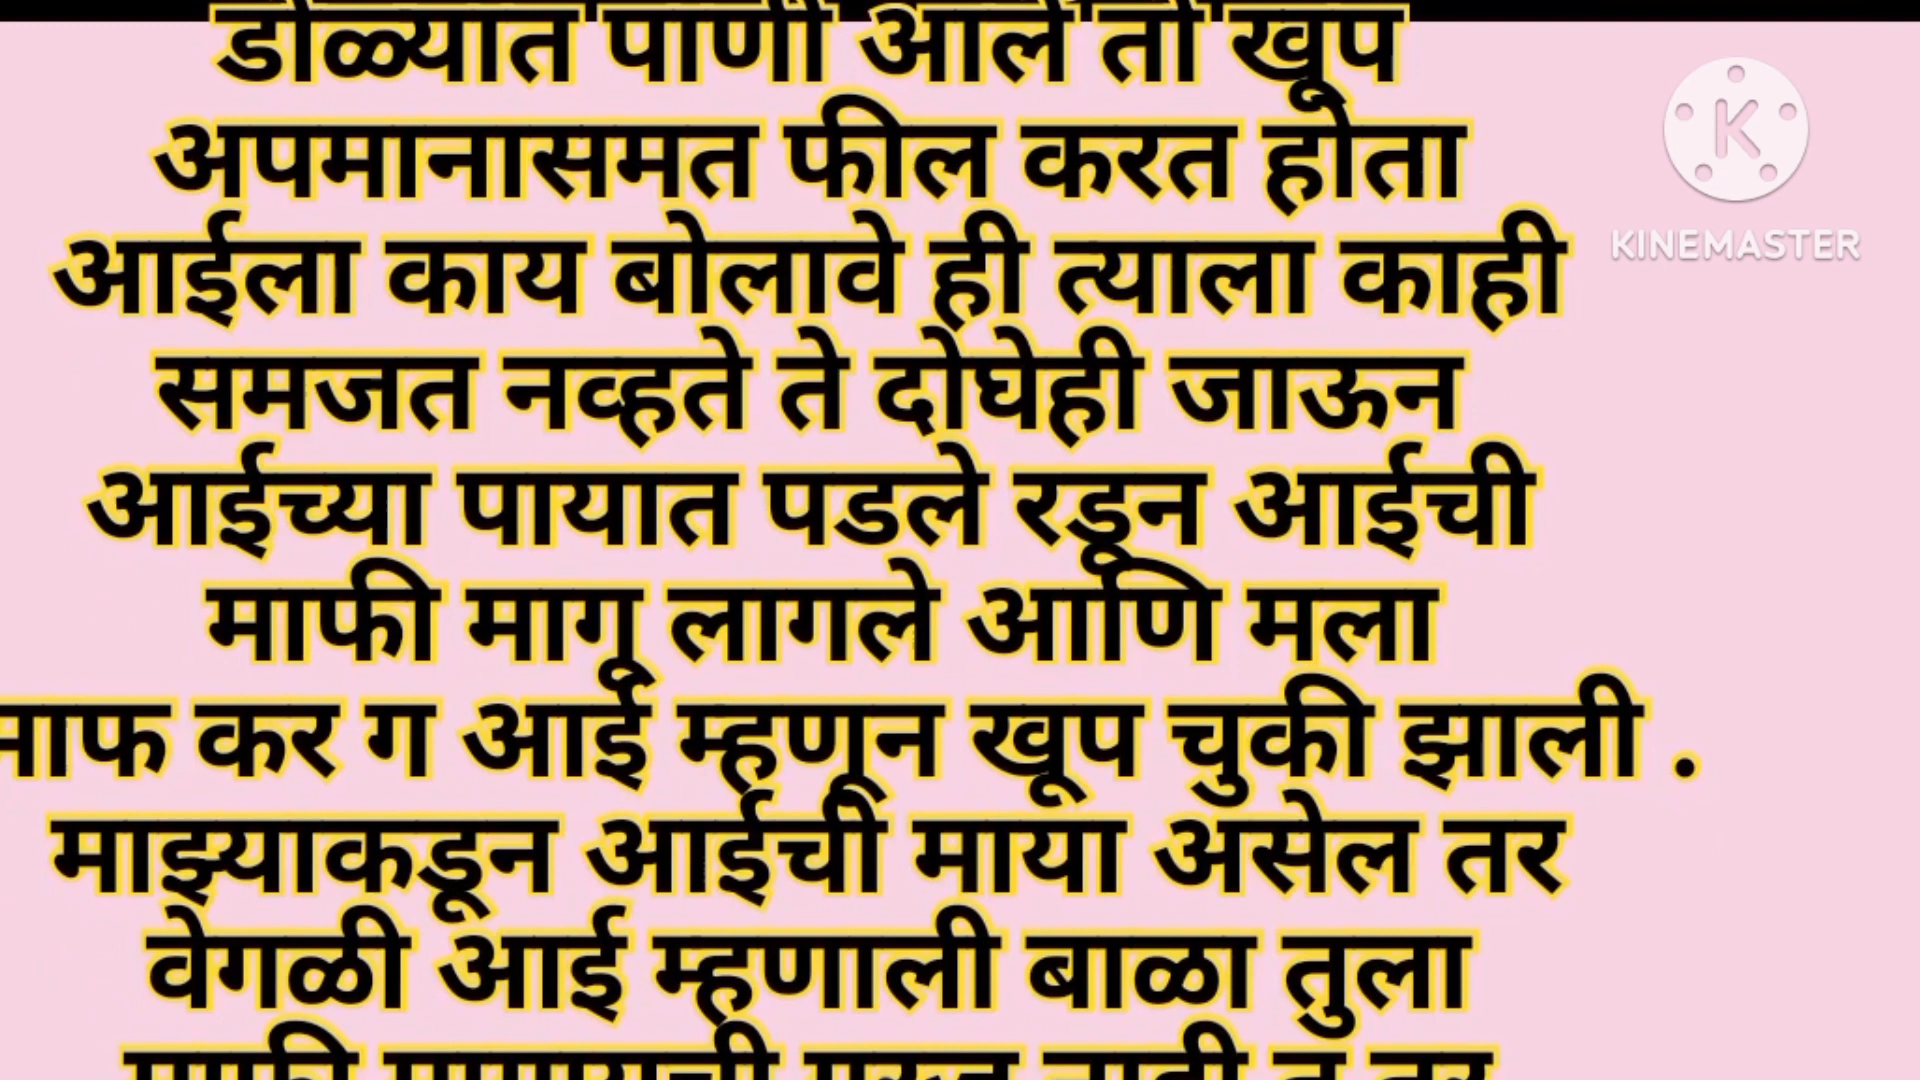 डोळ्यात पाणी आले तो खूप
अपमानासमत फील करत होता
आईला काय बोलावे ही त्याला काही
समजत नव्हते ते दोघेही जाऊन
आईच्या पायात पडले रडून आईची
माफी मागू लागले आणि मला
माफ कर ग आई म्हणून खूप चुकी झाली .
माझ्याकडून आईची माया असेल तर
वेगळी आई म्हणाली बाळा तुला
KINEMASTER